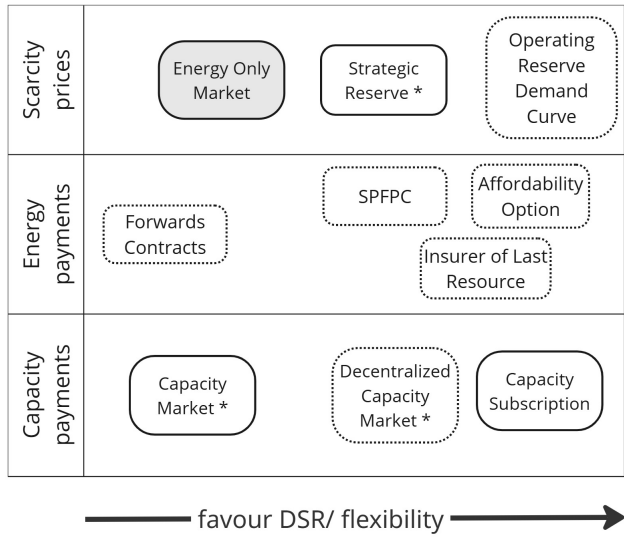 Scarcity
prices
Energy Only
Market
Strategic
Reserve *
Operating
Reserve
Demand
Curve
Energy
payments
Forwards
Contracts
SPFPC
Affordability
Option
Insurer of Last
Resource
Capacity
payments
Capacity
Market *
Decentralized
Capacity
Market *
Capacity
Subscription
favour DSR/ flexibility